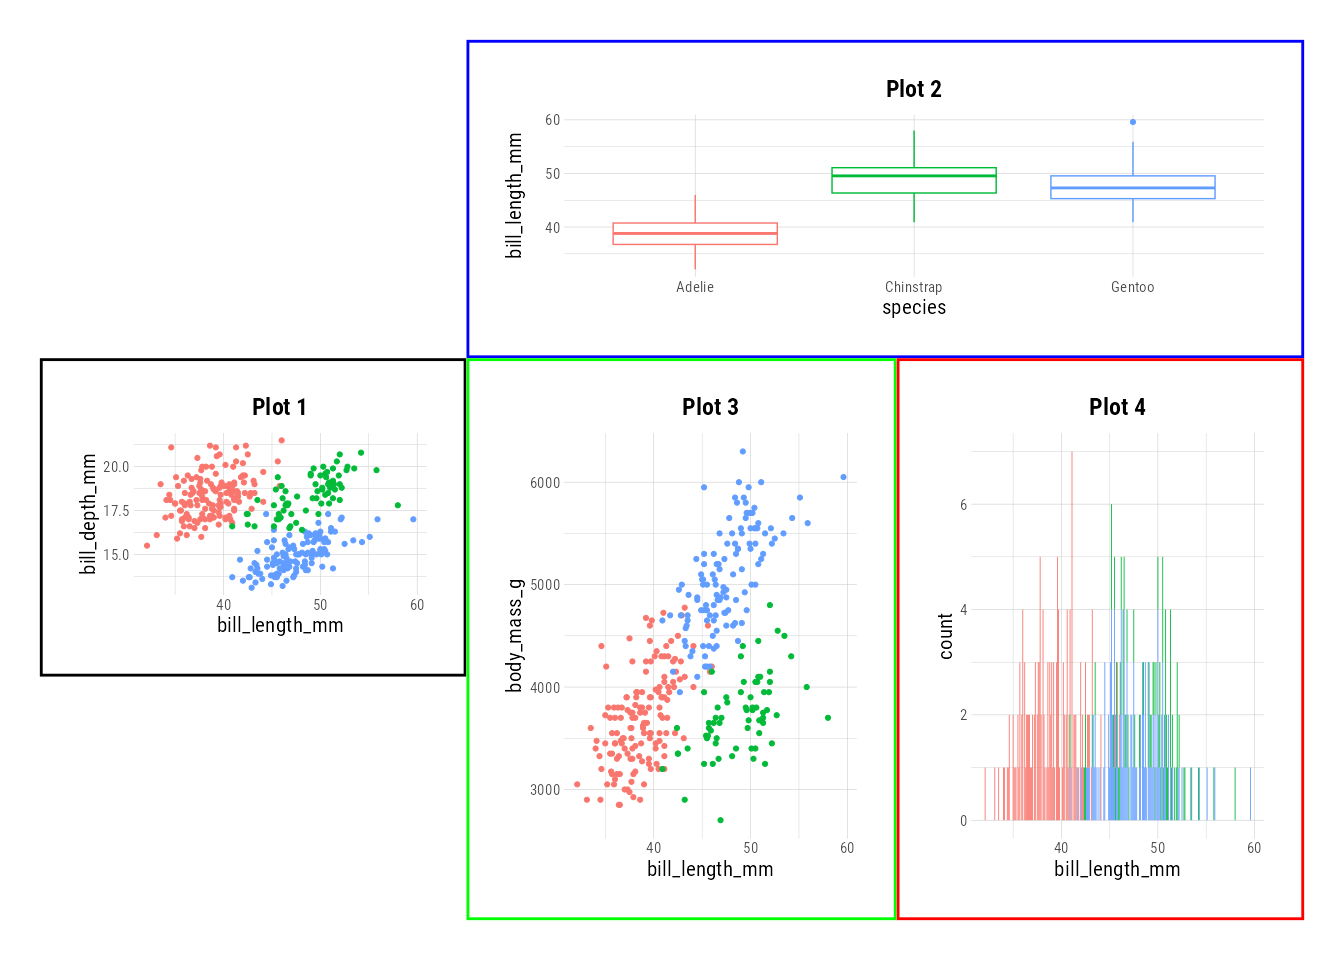 Plot 2
bill_length_mm
60
50
40
Adelie Chinstrap Gentoo
species
Plot 1
bill_depth_mm
20.0
17.5
15.0
40 50 60
bill_length_mm
Plot 3
body_mass_g
6000
5000
4000
3000
40 50 60
bill_length_mm
Plot 4
count
6
4
2
0
40 50 60
bill_length_mm